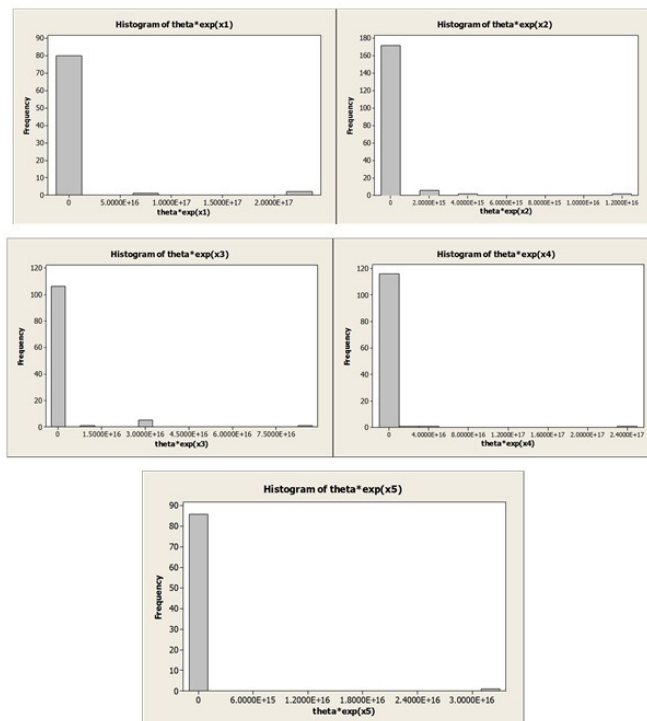 Histogram of theta*exp(x1)
90
80
70
60
50
40
30
20
10
0
Frequency
0 5.0000E+16 1.0000E+17 1.5000E+17 2.0000E+17
theta*exp(x1)
Histogram of theta*exp(x2)
180
160
140
120
100
80
60
40
20
0
Frequency
0 2.0000E+15 4.0000E+15 6.0000E+15 8.0000E+15 1.0000E+16 1.2000E+16
theta*exp(x2)
Histogram of theta*exp(x3)
120
100
80
60
40
20
0
Frequency
0 1.5000E+16 3.0000E+16 4.5000E+16 6.0000E+16 7.5000E+16
theta*exp(x3)
Histogram of theta*exp(x4)
120
100
80
60
40
20
0
Frequency
0 4.0000E+16 8.0000E+16 1.2000E+17 1.6000E+17 2.0000E+17 2.4000E+17
theta*exp(x4)
Histogram of theta*exp(x5)
90
80
70
60
50
40
30
20
10
0
Frequency
0 6.0000E+15 1.2000E+16 1.8000E+16 2.4000E+16 3.0000E+16
theta*exp(x5)